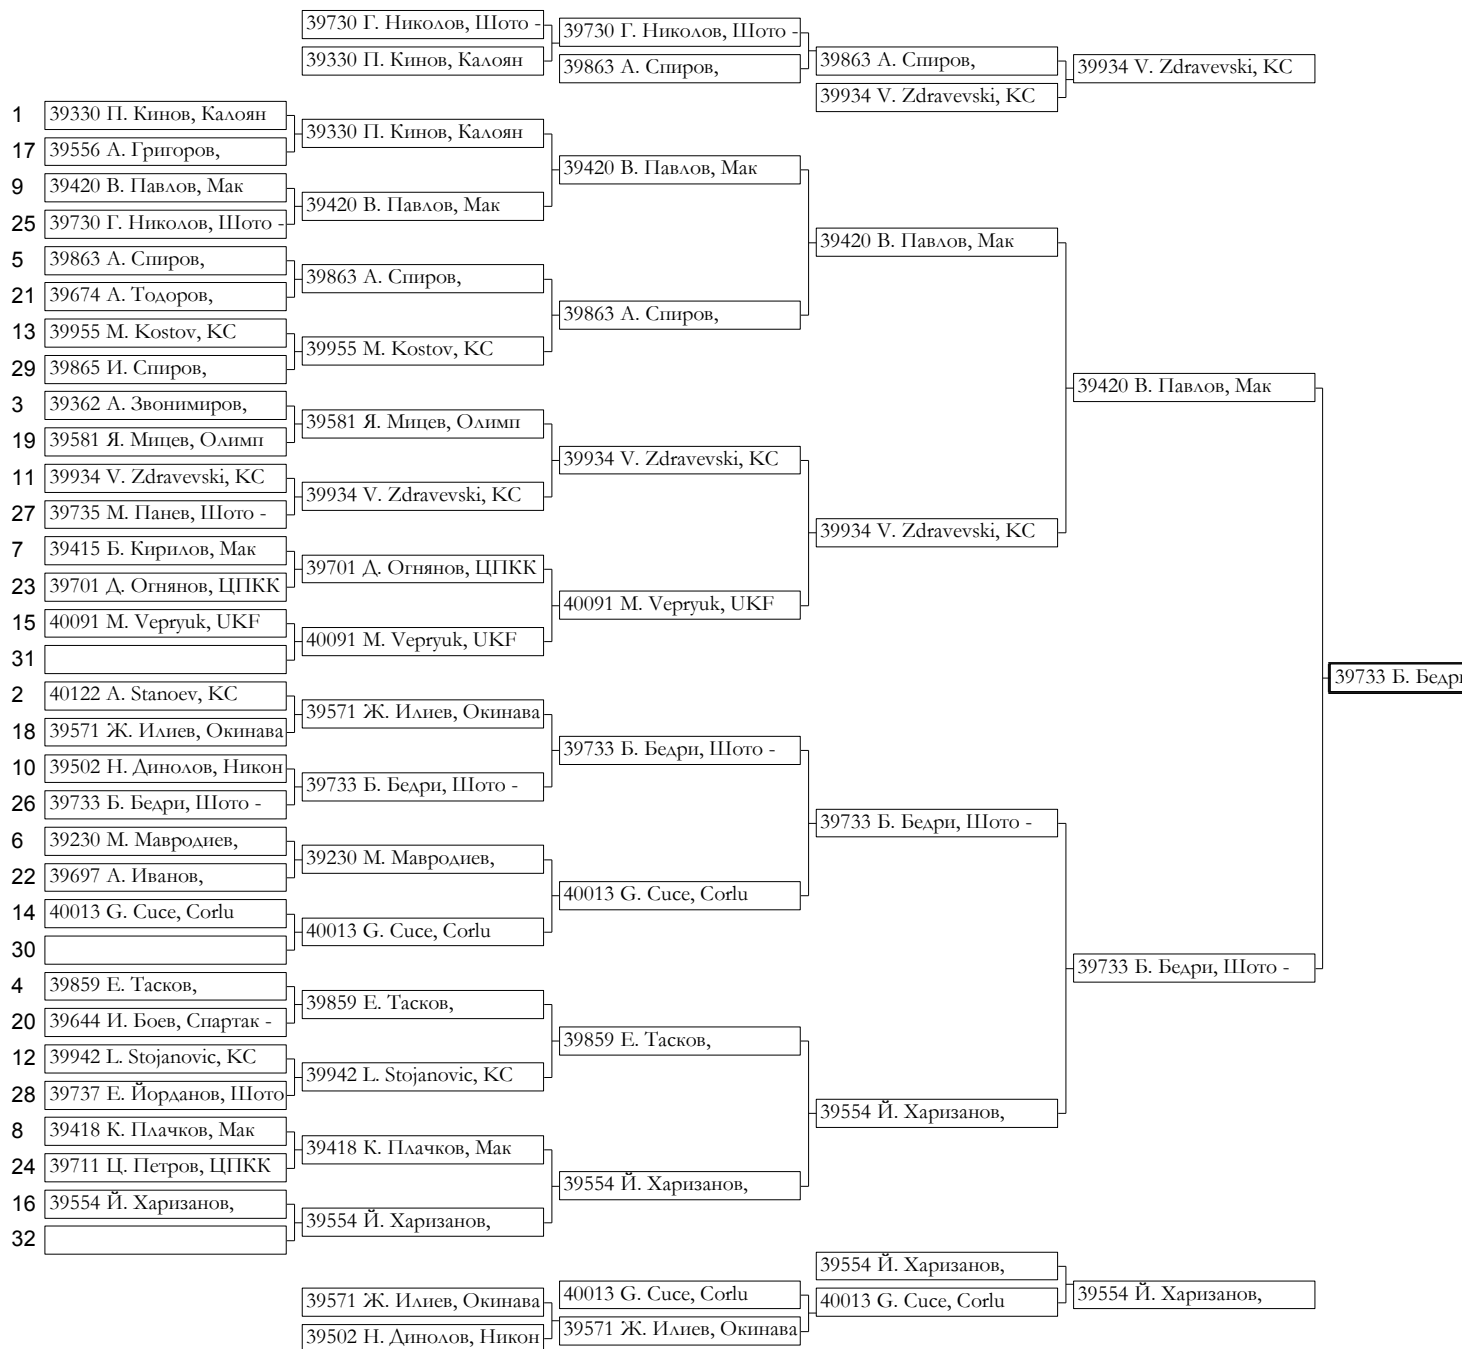 39730 Г. Николов, Шото -
39330 П. Кинов, Калоян
39730 Г. Николов, Шото -
39863 А. Спиров,
39863 А. Спиров,
39934 V. Zdravevski, KC
39934 V. Zdravevski, KC
1 39330 П. Кинов, Калоян
17 39556 А. Григоров,
9 39420 В. Павлов, Мак
25 39730 Г. Николов, Шото -
5 39863 А. Спиров,
21 39674 А. Тодоров,
13 39955 M. Kostov, KC
29 39865 И. Спиров,
3 39362 А. Звонимиров,
19 39581 Я. Мицев, Олимп
11 39934 V. Zdravevski, KC
27 39735 М. Панев, Шото -
7 39415 Б. Кирилов, Мак
23 39701 Д. Огнянов, ЦПКК
15 40091 M. Vepryuk, UKF
31
2 40122 A. Stanoev, KC
18 39571 Ж. Илиев, Окинава
10 39502 Н. Динолов, Никон
26 39733 Б. Бедри, Шото -
6 39230 М. Мавродиев,
22 39697 А. Иванов,
14 40013 G. Cuce, Corlu
30
4 39859 Е. Тасков,
20 39644 И. Боев, Спартак -
12 39942 L. Stojanovic, KC
28 39737 Е. Йорданов, Шото
8 39418 К. Плачков, Мак
24 39711 Ц. Петров, ЦПКК
16 39554 Й. Харизанов,
32
39330 П. Кинов, Калоян
39420 В. Павлов, Мак
39863 А. Спиров,
39955 M. Kostov, KC
39581 Я. Мицев, Олимп
39934 V. Zdravevski, KC
39701 Д. Огнянов, ЦПКК
40091 M. Vepryuk, UKF
39571 Ж. Илиев, Окинава
39733 Б. Бедри, Шото -
39230 М. Мавродиев,
40013 G. Cuce, Corlu
39859 Е. Тасков,
39942 L. Stojanovic, KC
39418 К. Плачков, Мак
39554 Й. Харизанов,
39420 В. Павлов, Мак
39863 А. Спиров,
39934 V. Zdravevski, KC
40091 M. Vepryuk, UKF
39733 Б. Бедри, Шото -
40013 G. Cuce, Corlu
39859 Е. Тасков,
39554 Й. Харизанов,
39420 В. Павлов, Мак
39934 V. Zdravevski, KC
39733 Б. Бедри, Шото -
39554 Й. Харизанов,
39420 В. Павлов, Мак
39733 Б. Бедри, Шото -
39733 Б. Бедри
39571 Ж. Илиев, Окинава
39502 Н. Динолов, Никон
40013 G. Cuce, Corlu
39571 Ж. Илиев, Окинава
39554 Й. Харизанов,
40013 G. Cuce, Corlu
39554 Й. Харизанов,